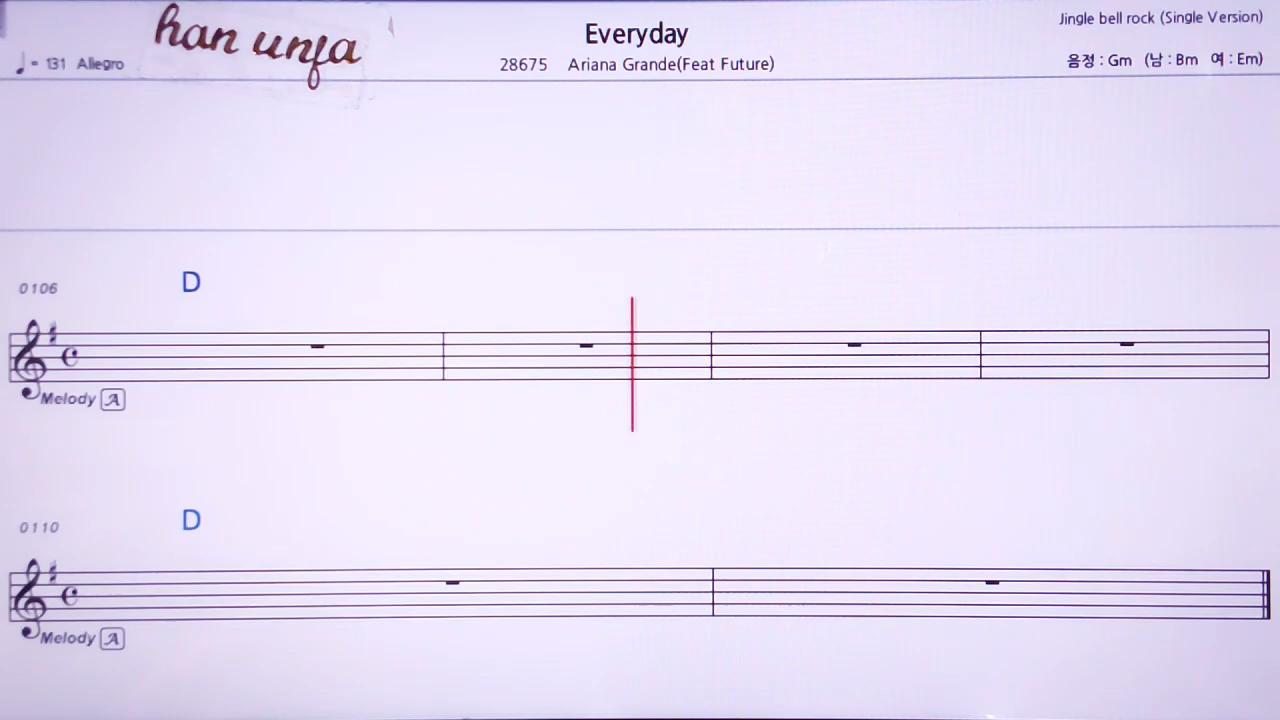 han unfa
Everyday
Jingle bell rock (Single Version)
♩ = 131 Allegro
28675 Ariana Grande(Feat Future)
음정 : Gm (남 : Bm 여 : Em)
0106 D
Melody A
0110 D
Melody A